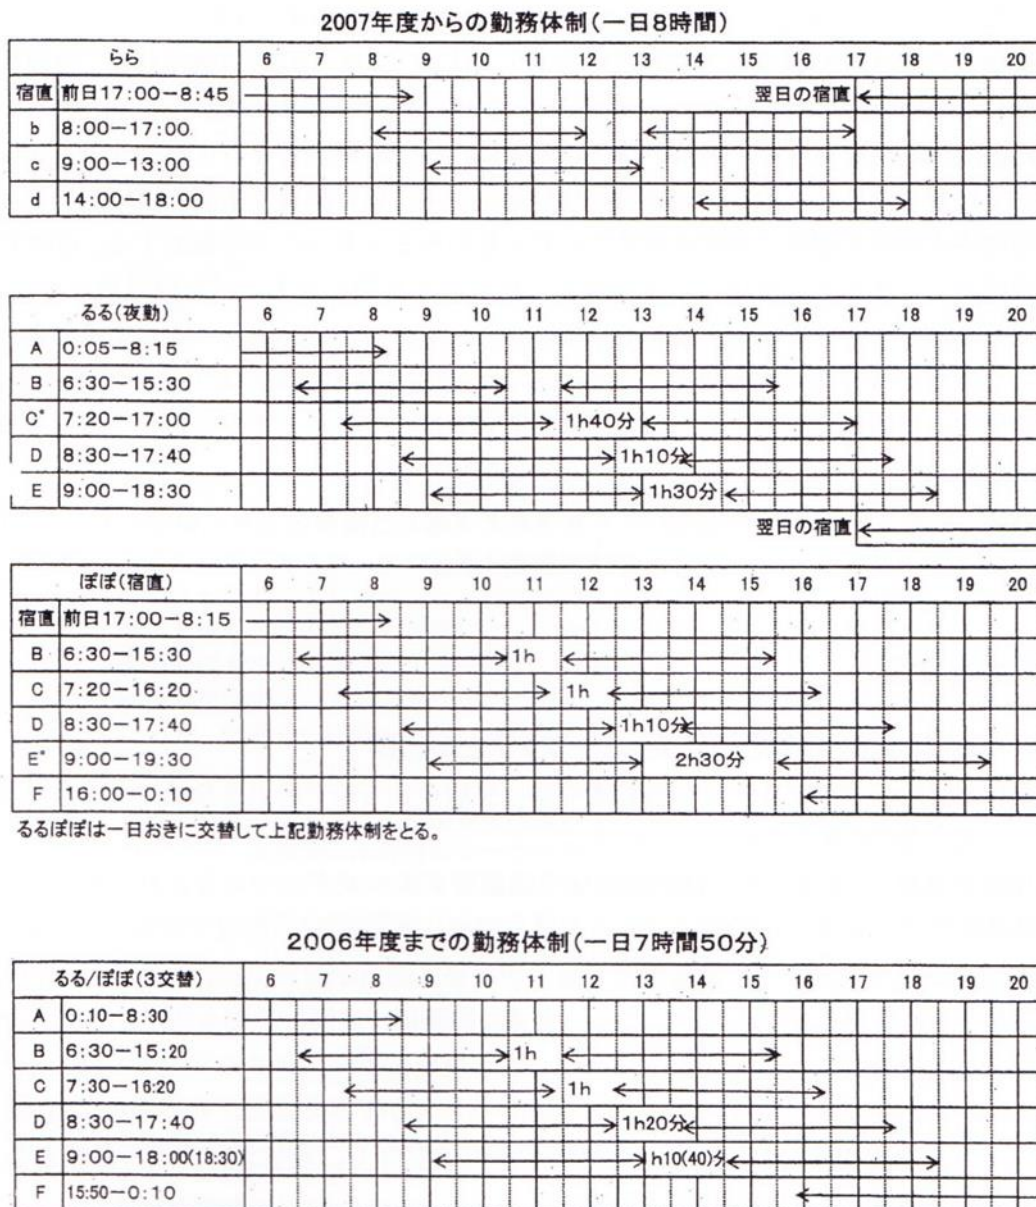 2007年度からの勤務体制(一日8時間)
らら 6 7 8 9 10 11 12 13 14 15 16 17 18 19 20
宿直 前日17:00-8:45 翌日の宿直
b 8:00-17:00
c 9:00-13:00
d 14:00-18:00
るる(夜勤) 6 7 8 9 10 11 12 13 14 15 16 17 18 19 20
A 0:05-8:15
B 6:30-15:30
C* 7:20-17:00 1h40分
D 8:30-17:40 1h10分
E 9:00-18:30 1h30分
翌日の宿直
ぽぽ(宿直) 6 7 8 9 10 11 12 13 14 15 16 17 18 19 20
宿直 前日17:00-8:15
B 6:30-15:30 1h
C 7:20-16:20 1h
D 8:30-17:40 1h10分
E* 9:00-19:30 2h30分
F 16:00-0:10
るるぽぽは一日おきに交替して上記勤務体制をとる。
2006年度までの勤務体制(一日7時間50分)
るる/ぽぽ(3交替) 6 7 8 9 10 11 12 13 14 15 16 17 18 19 20
A 0:10-8:30
B 6:30-15:20 1h
C 7:30-16:20 1h
D 8:30-17:40 1h20分
E 9:00-18:00(18:30) h10(40)分
F 15:50-0:10